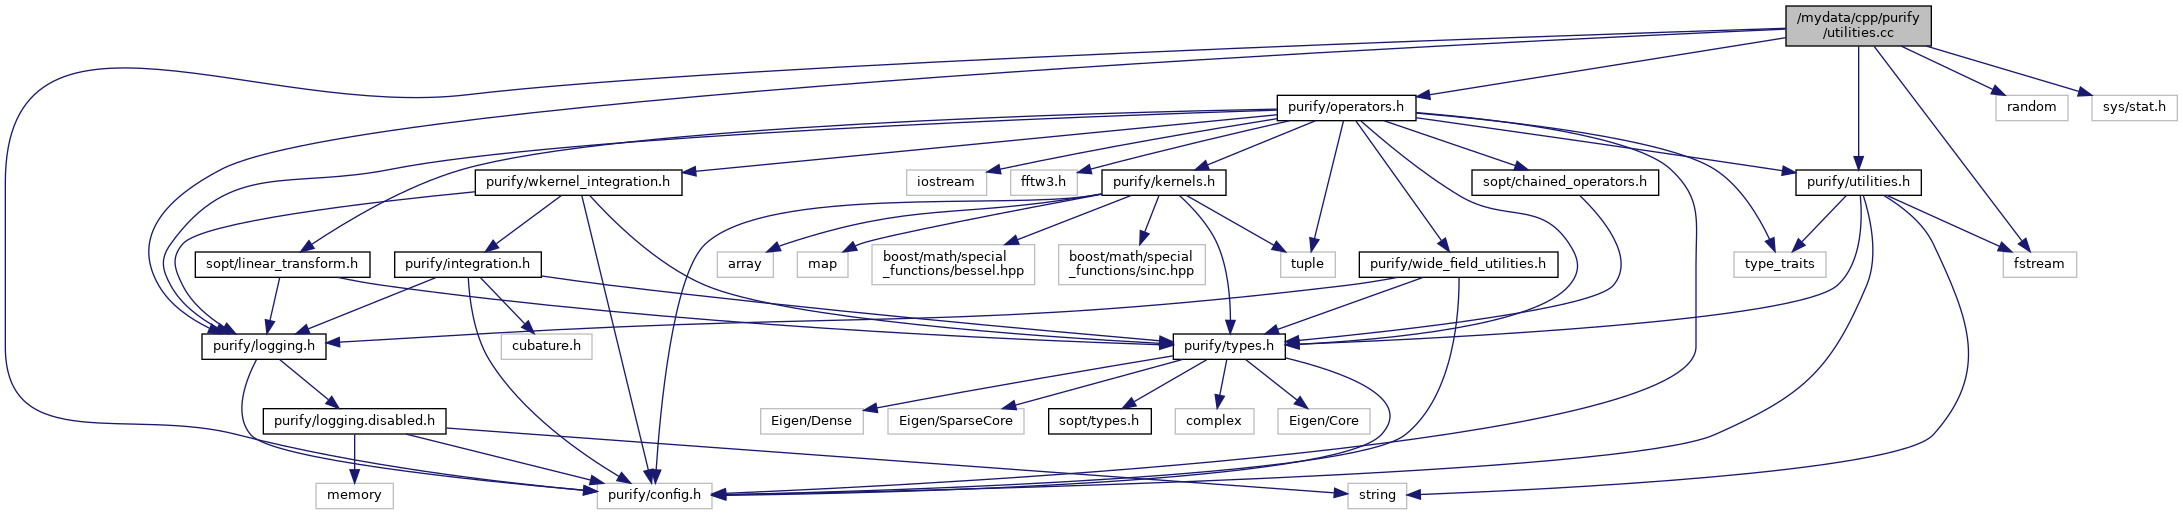 /mydata/cpp/purify
/utilities.cc
purify/operators.h
random
sys/stat.h
purify/wkernel_integration.h
iostream
fftw3.h
purify/kernels.h
sopt/chained_operators.h
purify/utilities.h
sopt/linear_transform.h
purify/integration.h
array
map
boost/math/special
_functions/bessel.hpp
boost/math/special
_functions/sinc.hpp
tuple
purify/wide_field_utilities.h
type_traits
fstream
purify/logging.h
cubature.h
purify/types.h
purify/logging.disabled.h
Eigen/Dense
Eigen/SparseCore
sopt/types.h
complex
Eigen/Core
memory
purify/config.h
string